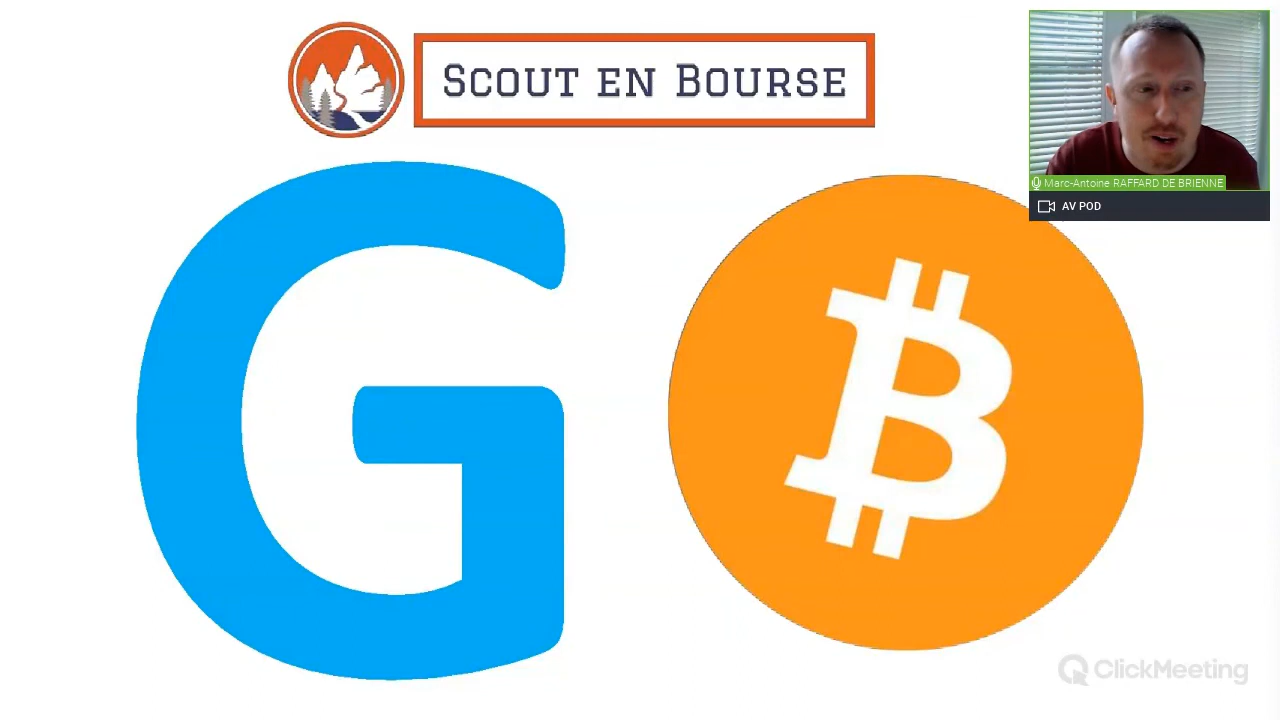 SCOUT EN BOURSE
G
Marc-Antoine RAFFARD DE BRIENNE
AV POD
ClickMeeting